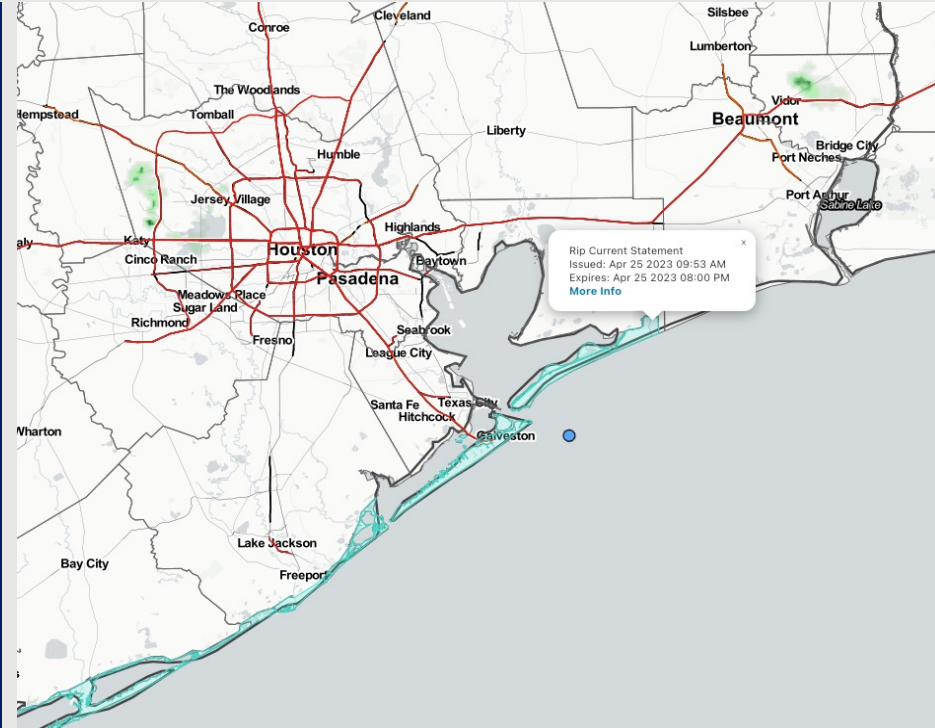 Cleveland
Conroe
Silsbee
Lumberton
The Woodlands
Hempstead
Tomball
Vidor
Beaumont
Liberty
Humble
Bridge City
Port Neches
Jersey Village
Port Arthur
Sabine Lake
Highlands
Katy
Houston
Cinco Ranch
Baytown
Pasadena
Rip Current Statement
×
Issued: Apr 25 2023 09:53 AM
Expires: Apr 25 2023 08:00 PM
More Info
Meadows Place
Sugar Land
Richmond
Fresno
Seabrook
League City
Santa Fe
Texas City
Hitchcock
Galveston
Wharton
Lake Jackson
Bay City
Freeport